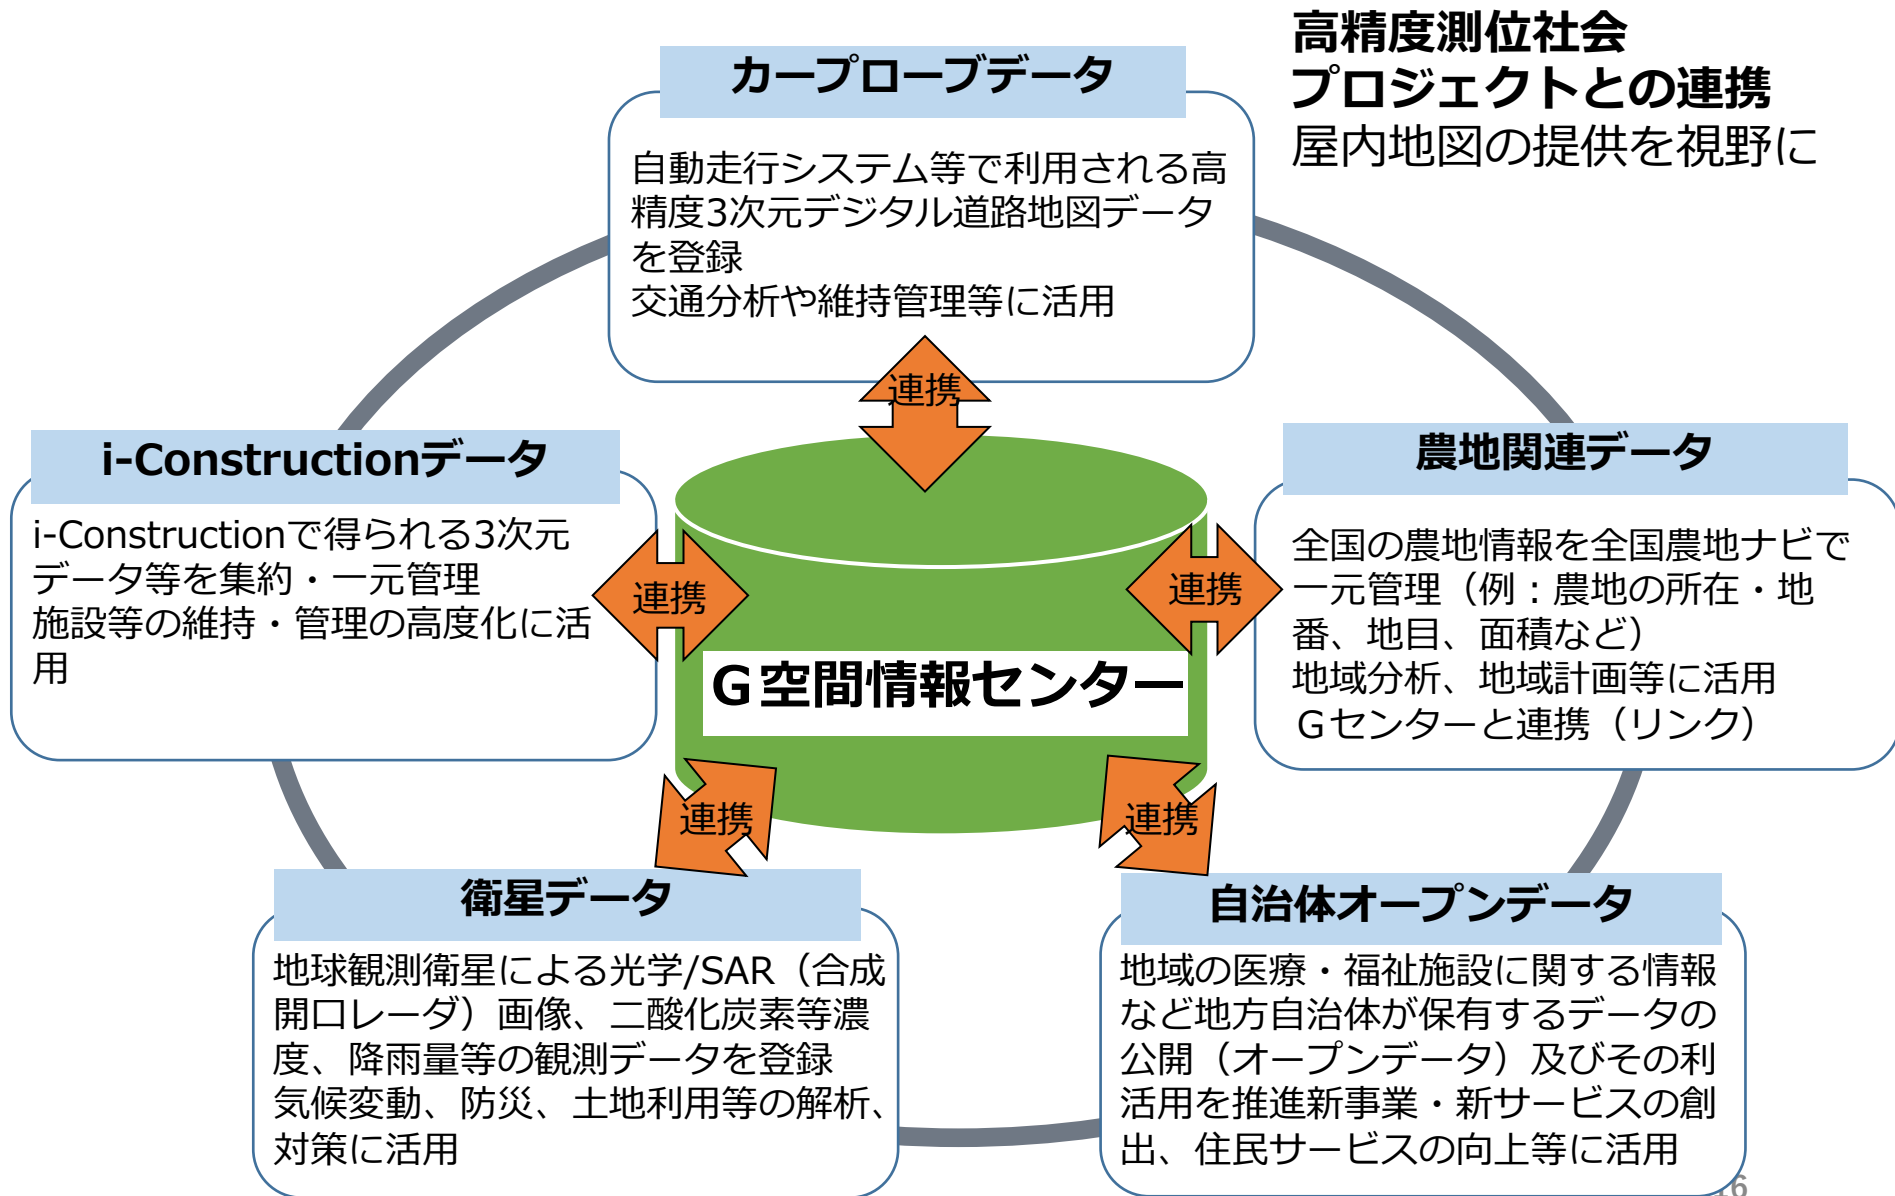 高精度測位社会
プロジェクトとの連携
屋内地図の提供を視野に
カープローブデータ
自動走行システム等で利用される高
精度3次元デジタル道路地図データ
を登録
交通分析や維持管理等に活用
連携
i-Constructionデータ
i-Constructionで得られる3次元
データ等を集約・一元管理
施設等の維持・管理の高度化に活
用
連携
G空間情報センター
連携
農地関連データ
全国の農地情報を全国農地ナビで
一元管理（例：農地の所在・地
番、地目、面積など）
地域分析、地域計画等に活用
Gセンターと連携（リンク）
連携
連携
衛星データ
地球観測衛星による光学/SAR（合成
開口レーダ）画像、二酸化炭素等濃
度、降雨量等の観測データを登録
気候変動、防災、土地利用等の解析、
対策に活用
自治体オープンデータ
地域の医療・福祉施設に関する情報
など地方自治体が保有するデータの
公開（オープンデータ）及びその利
活用を推進新事業・新サービスの創
出、住民サービスの向上等に活用
16